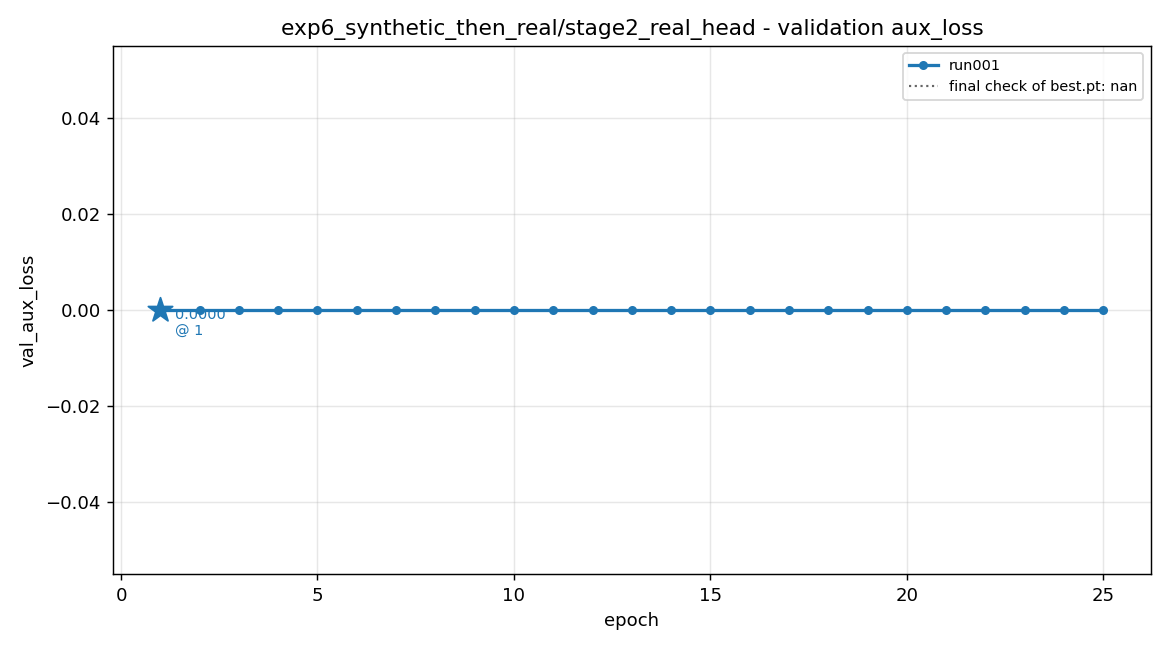 exp6_synthetic_then_real/stage2_real_head - validation aux_loss
run001
final check of best.pt: nan
val_aux_loss
0.04
0.02
0.00
−0.02
−0.04
0.0000
@ 1
0
5
10
15
20
25
epoch